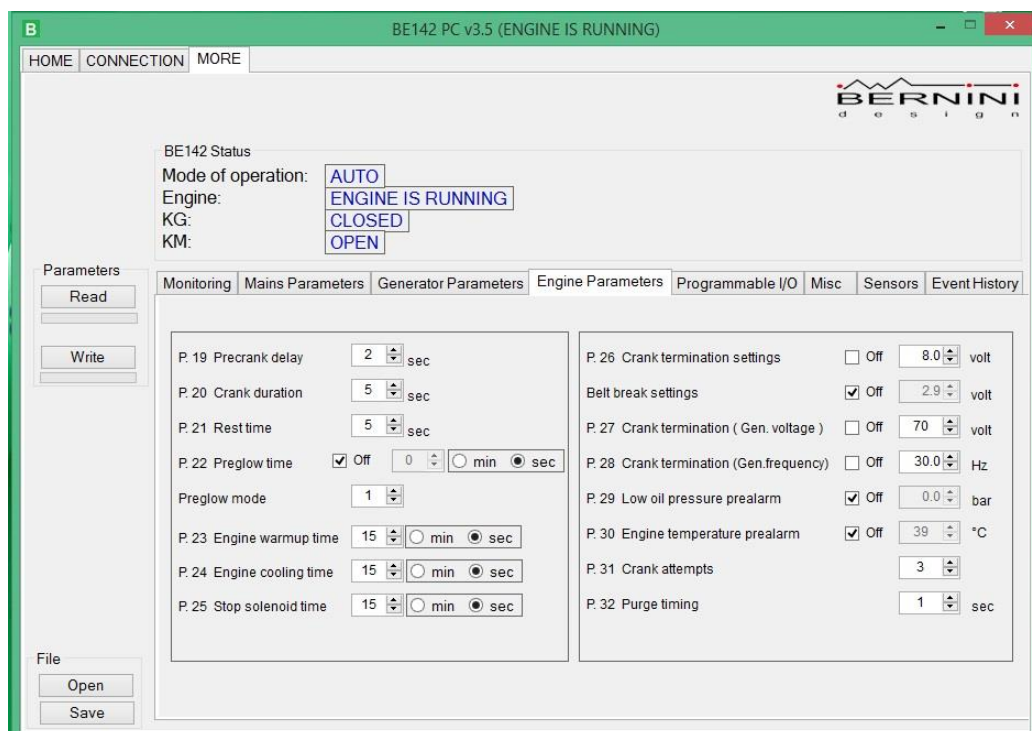 B BE142 PC v3.5 (ENGINE IS RUNNING)
HOME CONNECTION MORE
BERNINI
design
BE142 Status
Mode of operation: AUTO
Engine: ENGINE IS RUNNING
KG: CLOSED
KM: OPEN
Parameters
Read
Write
Monitoring Mains Parameters Generator Parameters Engine Parameters Programmable I/O Misc Sensors Event History
P. 19 Precrank delay 2 sec
P. 20 Crank duration 5 sec
P. 21 Rest time 5 sec
P. 22 Preglow time Off 0 min sec
Preglow mode 1
P. 23 Engine warmup time 15 min sec
P. 24 Engine cooling time 15 min sec
P. 25 Stop solenoid time 15 min sec
P. 26 Crank termination settings Off 8.0 volt
Belt break settings Off 2.9 volt
P. 27 Crank termination ( Gen. voltage ) Off 70 volt
P. 28 Crank termination (Gen.frequency) Off 30.0 Hz
P. 29 Low oil pressure prealarm Off 0.0 bar
P. 30 Engine temperature prealarm Off 39 °C
P. 31 Crank attempts 3
P. 32 Purge timing 1 sec
File
Open
Save